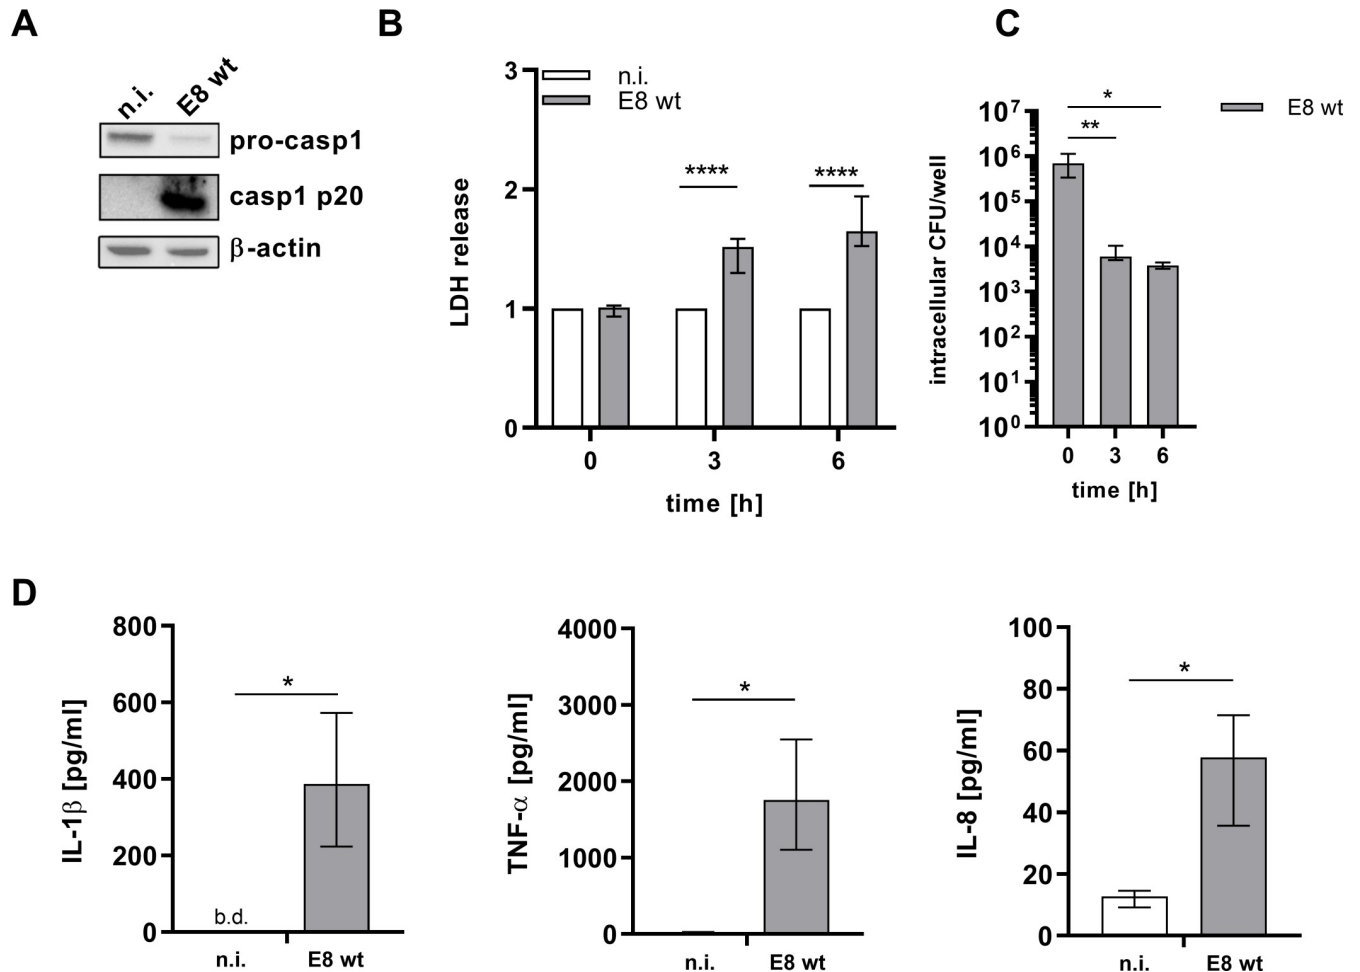 A
n.i.
E8 wt
pro-casp1
casp1 p20
β-actin
B
n.i.
E8 wt
LDH release
3
2
1
0
****
****
0
3
6
time [h]
C
E8 wt
intracellular CFU/well
10⁷
10⁶
10⁵
10⁴
10³
10²
10¹
10⁰
*
**
0
3
6
time [h]
D
IL-1β [pg/ml]
800
600
400
200
0
*
b.d.
n.i.
E8 wt
TNF-α [pg/ml]
4000
3000
2000
1000
0
*
n.i.
E8 wt
IL-8 [pg/ml]
100
80
60
40
20
0
*
n.i.
E8 wt